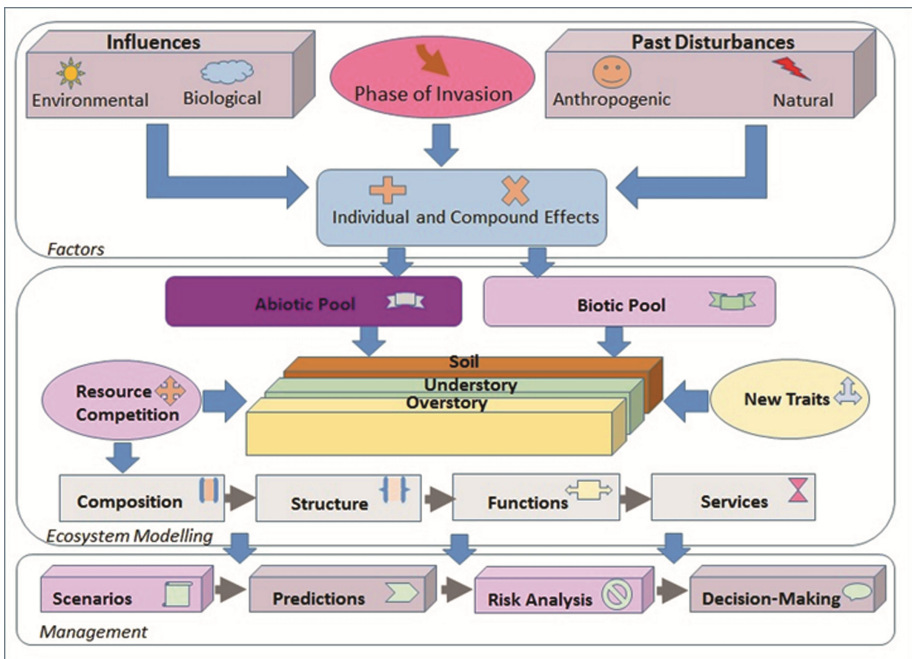 Influences
Environmental
Biological
Phase of Invasion
Past Disturbances
Anthropogenic
Natural
Individual and Compound Effects
Factors
Abiotic Pool
Biotic Pool
Soil
Understory
Overstory
Resource
Competition
New Traits
Composition
Structure
Functions
Services
Ecosystem Modelling
Scenarios
Predictions
Risk Analysis
Decision-Making
Management